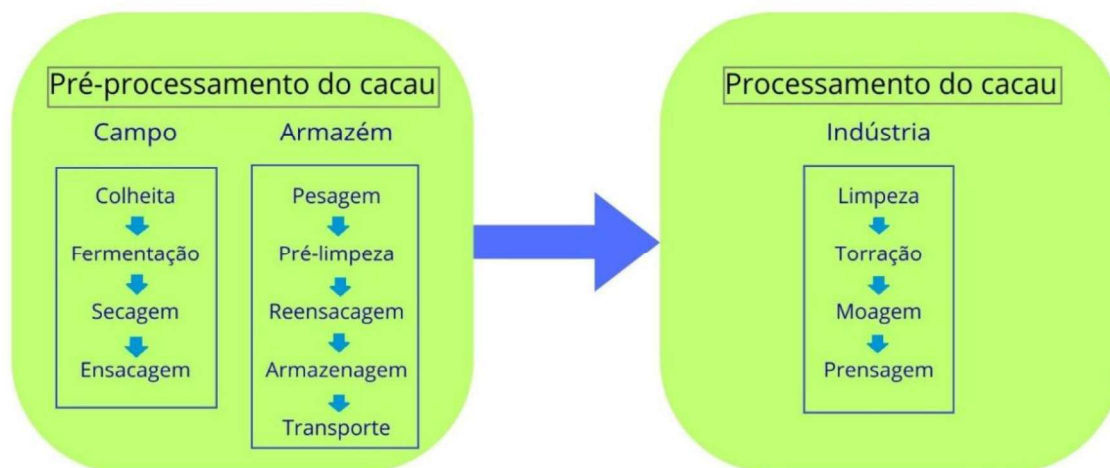 Pré-processamento do cacau
Campo
Colheita
Fermentação
Secagem
Ensacagem
Armazém
Pesagem
Pré-limpeza
Reensacagem
Armazenagem
Transporte
Processamento do cacau
Indústria
Limpeza
Torração
Moagem
Prensagem